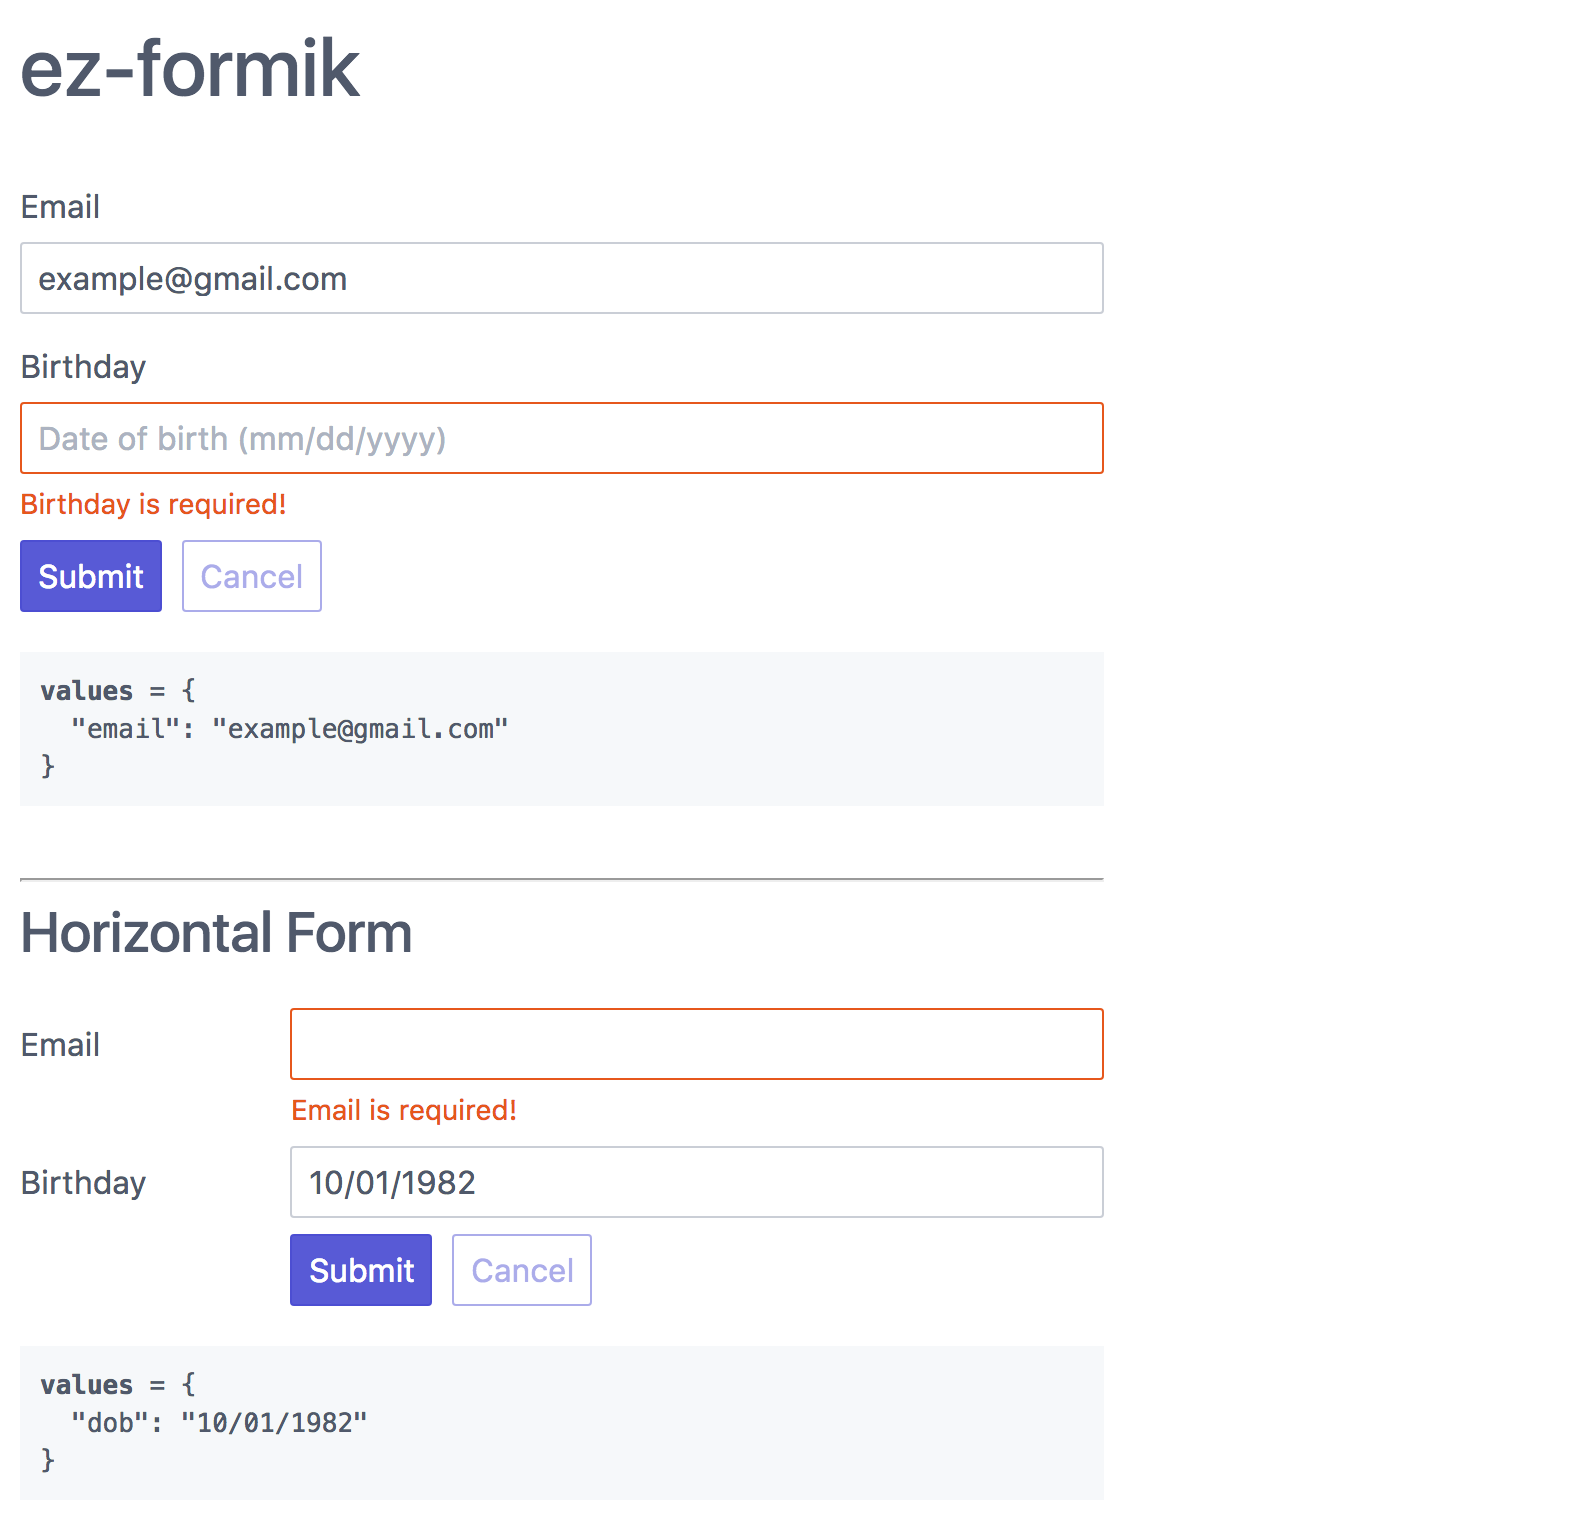 ez-formik
Email
example@gmail.com
Birthday
Date of birth (mm/dd/yyyy)
Birthday is required!
Submit Cancel
values = {
  "email": "example@gmail.com"
}
Horizontal Form
Email
Email is required!
Birthday 10/01/1982
Submit Cancel
values = {
  "dob": "10/01/1982"
}